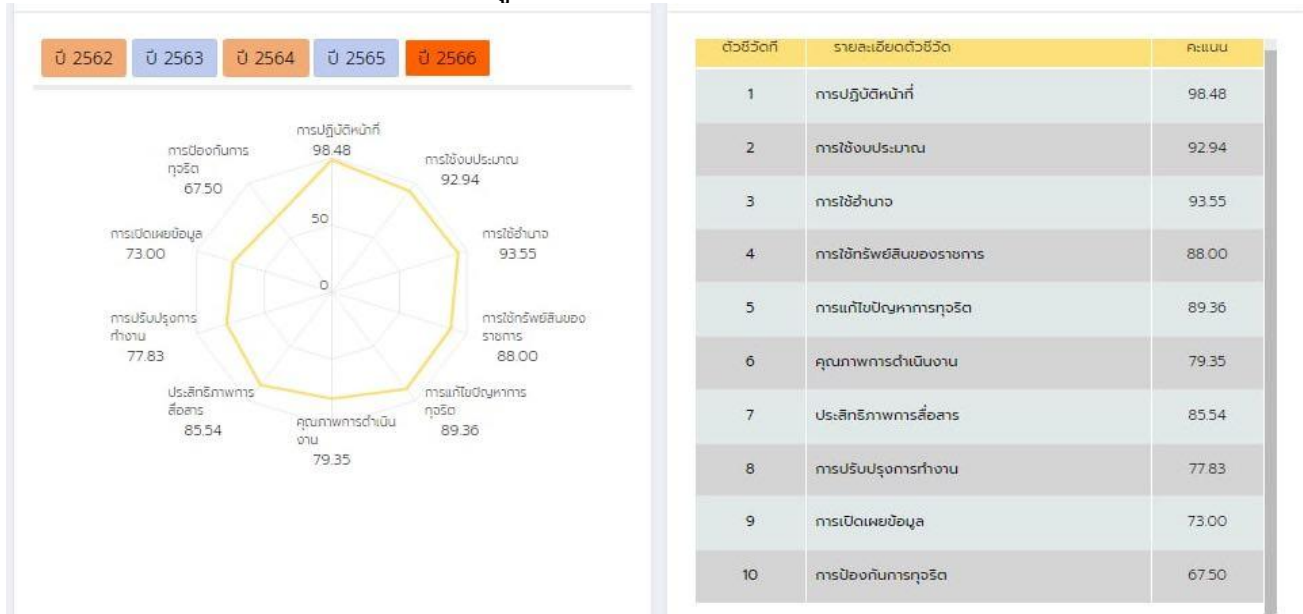 ปี 2562 ปี 2563 ปี 2564 ปี 2565 ปี 2566
การปฏิบัติหน้าที่
98.48
การใช้งบประมาณ
92.94
การใช้อำนาจ
93.55
การใช้ทรัพย์สินของ
ราชการ
88.00
การแก้ไขปัญหาการ
ทุจริต
89.36
คุณภาพการดำเนิน
งาน
79.35
ประสิทธิภาพการ
สื่อสาร
85.54
การปรับปรุงการ
ทำงาน
77.83
การเปิดเผยข้อมูล
73.00
การป้องกันการ
ทุจริต
67.50
50
0
ตัวชี้วัดที่ รายละเอียดตัวชี้วัด คะแนน
1 การปฏิบัติหน้าที่ 98.48
2 การใช้งบประมาณ 92.94
3 การใช้อำนาจ 93.55
4 การใช้ทรัพย์สินของราชการ 88.00
5 การแก้ไขปัญหาการทุจริต 89.36
6 คุณภาพการดำเนินงาน 79.35
7 ประสิทธิภาพการสื่อสาร 85.54
8 การปรับปรุงการทำงาน 77.83
9 การเปิดเผยข้อมูล 73.00
10 การป้องกันการทุจริต 67.50